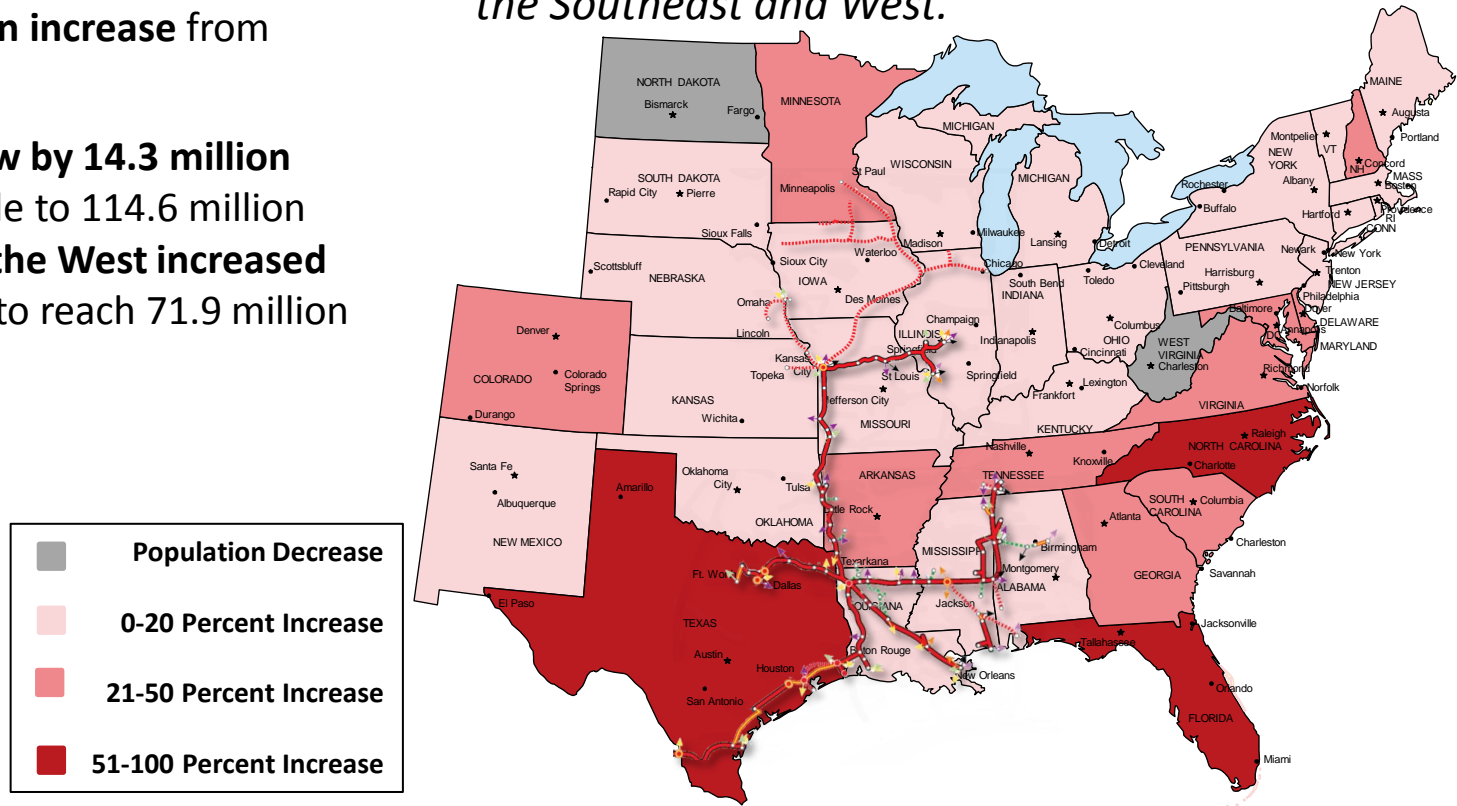 n increase from
the Southeast and West.
w by 14.3 million
le to 114.6 million
the West increased
to reach 71.9 million
NORTH DAKOTA
Bismarck
Fargo
MINNESOTA
St Paul
Minneapolis
SOUTH DAKOTA
Rapid City
Pierre
Sioux Falls
WISCONSIN
Madison
Milwaukee
MICHIGAN
MICHIGAN
Lansing
Detroit
MAINE
Augusta
Portland
Montpelier
VT
NEW
YORK
Albany
Concord
NH
MASS
Boston
Rochester
Buffalo
Hartford
Providence
RI
CONN
Scottsbluff
NEBRASKA
Omaha
Lincoln
Sioux City
Waterloo
IOWA
Des Moines
Chicago
South Bend
INDIANA
Indianapolis
Toledo
Cleveland
Columbus
OHIO
Cincinnati
PENNSYLVANIA
Harrisburg
Pittsburgh
Newark
New York
Trenton
NEW JERSEY
Philadelphia
Dover
DELAWARE
Baltimore
Annapolis
DC
MARYLAND
Denver
Colorado
Springs
COLORADO
Durango
Kansas
City
Topeka
KANSAS
Wichita
ILLINOIS
Champaign
Springfield
St Louis
Springfield
Jefferson City
MISSOURI
WEST
VIRGINIA
Charleston
Lexington
Frankfort
KENTUCKY
Richmond
Norfolk
VIRGINIA
Santa Fe
Albuquerque
NEW MEXICO
Amarillo
Oklahoma
City
Tulsa
OKLAHOMA
ARKANSAS
Little Rock
Nashville
TENNESSEE
Knoxville
Raleigh
NORTH CAROLINA
Charlotte
SOUTH
CAROLINA
Columbia
Charleston
Atlanta
GEORGIA
Savannah
El Paso
Ft. Wor
Dallas
TEXAS
Austin
Houston
San Antonio
Texarkana
LOUISIANA
Baton Rouge
New Orleans
MISSISSIPPI
Jackson
Birmingham
Montgomery
ALABAMA
Jacksonville
Tallahassee
Orlando
FLORIDA
Miami
Population Decrease
0-20 Percent Increase
21-50 Percent Increase
51-100 Percent Increase